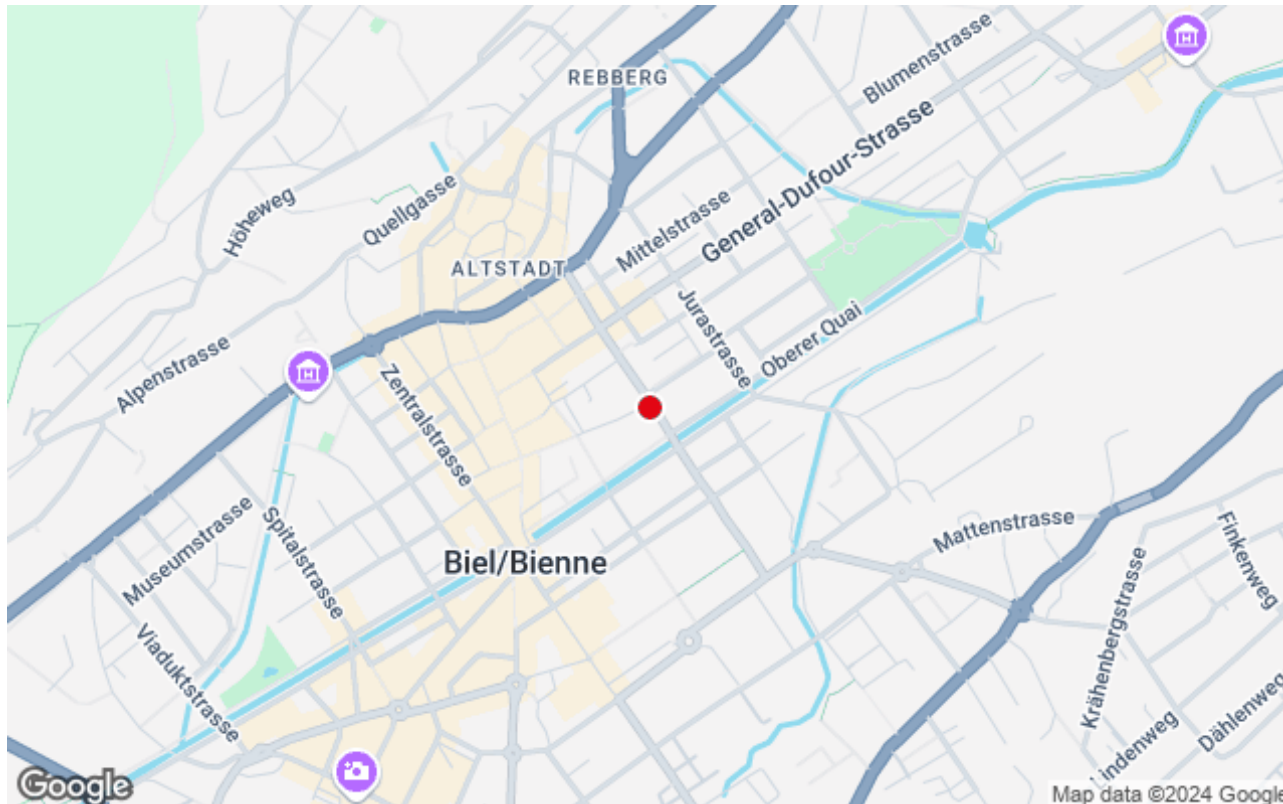 REBBERG
Blumenstrasse
General-Dufour-Strasse
Höheweg
Quellgasse
Mittelstrasse
ALTSTADT
Jurastrasse
Oberer Quai
Alpenstrasse
Zentralstrasse
Museumstrasse
Spitalstrasse
Viaduktstrasse
Biel/Bienne
Mattenstrasse
Krähenbergstrasse
Finkenweg
Lindenweg
Dählenweg
Google
Map data ©2024 Google